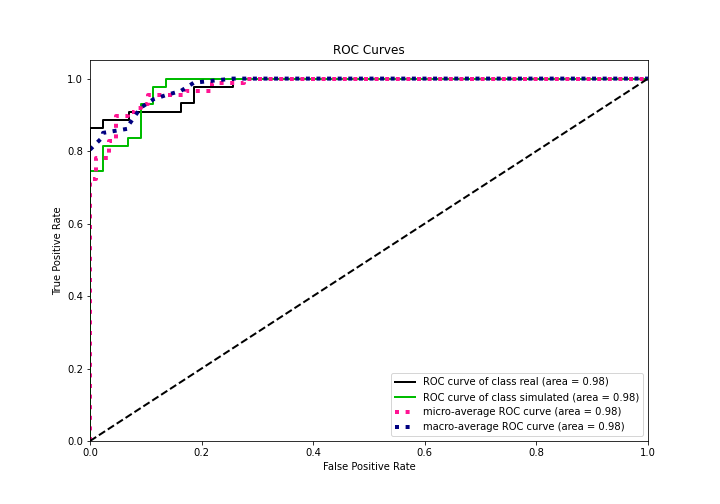 ROC Curves
1.0
0.8
0.6
0.4
0.2
0.0
True Positive Rate
0.0 0.2 0.4 0.6 0.8 1.0
False Positive Rate
ROC curve of class real (area = 0.98)
ROC curve of class simulated (area = 0.98)
micro-average ROC curve (area = 0.98)
macro-average ROC curve (area = 0.98)